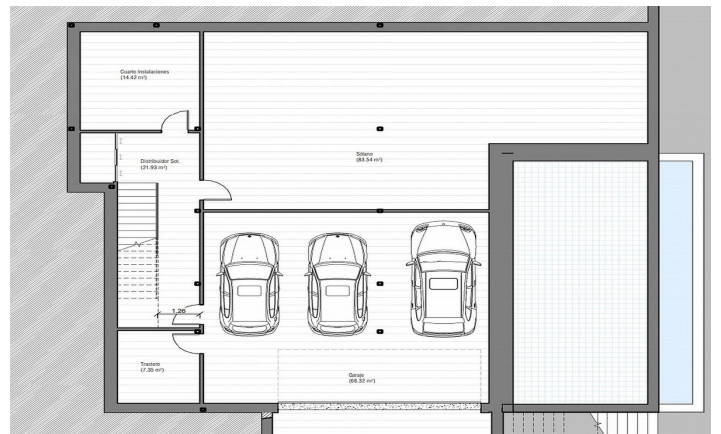 Cuarto Instalaciones
(14.42 m²)
Distribuidor Sot.
(21.93 m²)
Sótano
(83.54 m²)
1.26
Trastero
(7.35 m²)
Garaje
(66.32 m²)